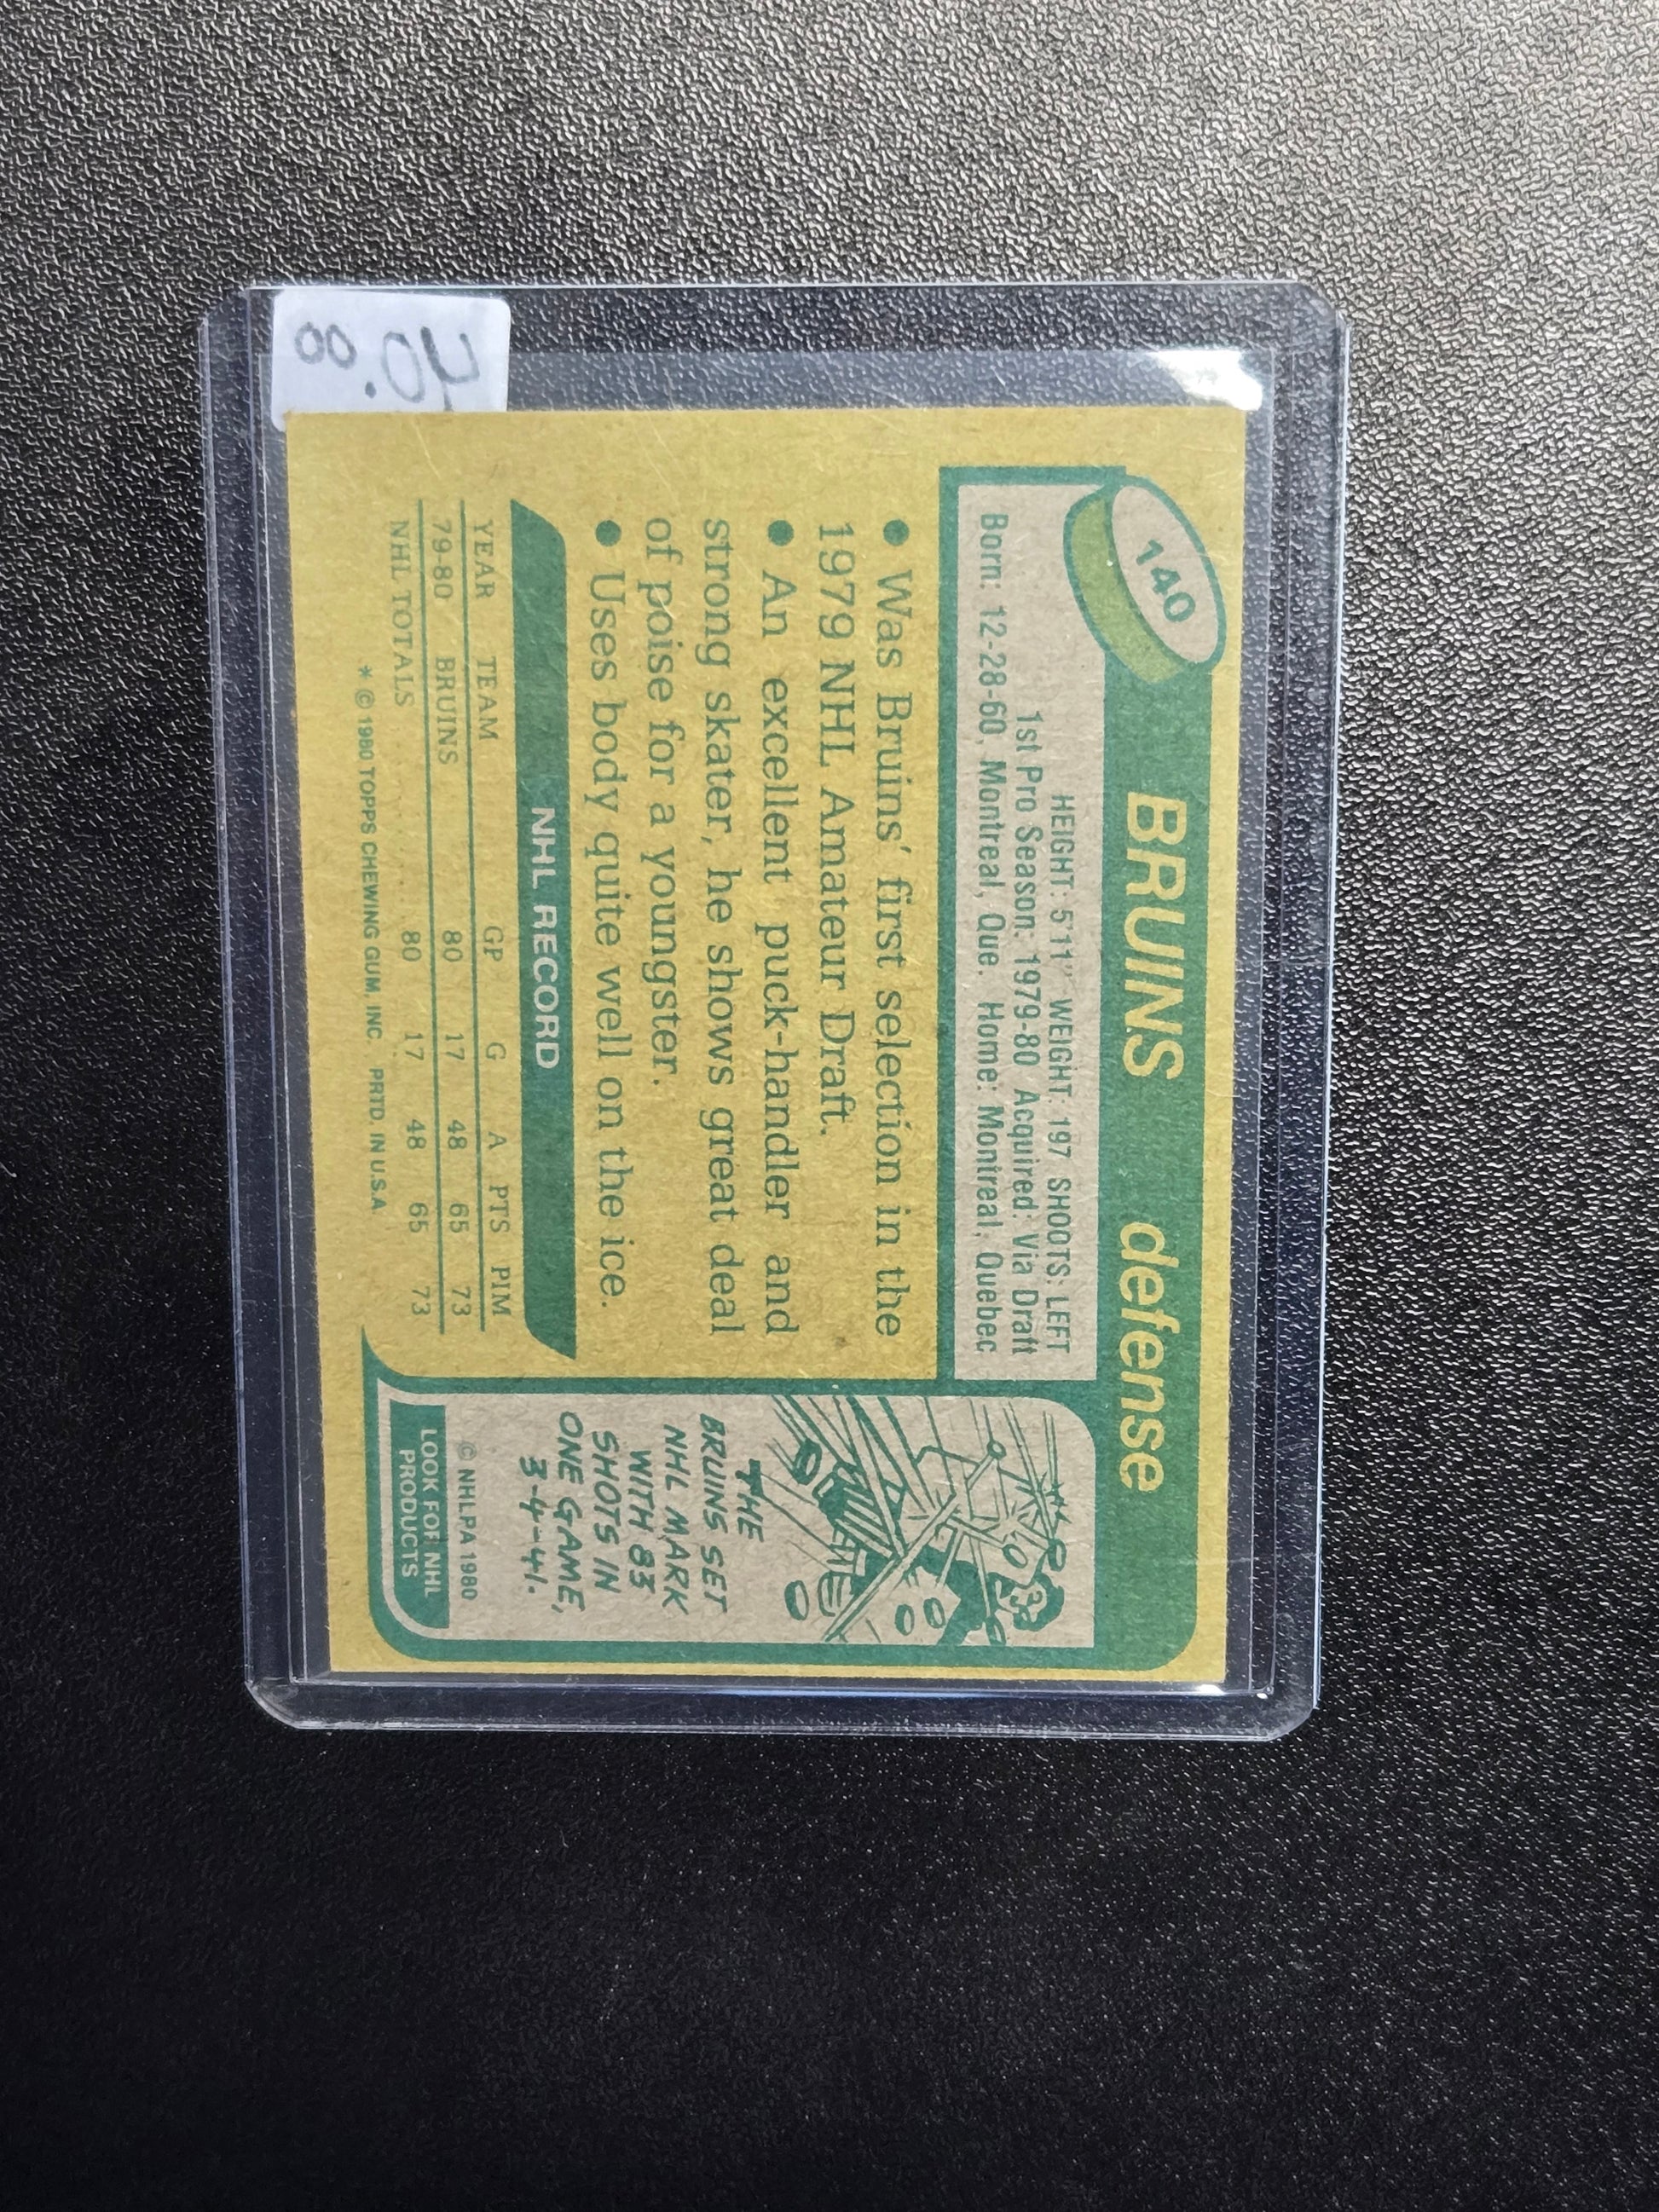 20.00
140
BRUINS defense
HEIGHT: 5'11" WEIGHT: 197 SHOOTS: LEFT
1st Pro Season: 1979-80 Acquired: Via Draft
Born: 12-28-60, Montreal, Que. Home: Montreal, Quebec
● Was Bruins' first selection in the
1979 NHL Amateur Draft.
● An excellent puck-handler and
strong skater, he shows great deal
of poise for a youngster.
● Uses body quite well on the ice.
NHL RECORD
YEAR TEAM GP G A PTS PIM
79-80 BRUINS 80 17 48 65 73
NHL TOTALS ..... 80 17 48 65 73
* © 1980 TOPPS CHEWING GUM, INC. PRTD. IN U.S.A
THE
BRUINS SET
NHL MARK
WITH 83
SHOTS IN
ONE GAME,
3-4-41.
© NHLPA 1980
LOOK FOR NHL
PRODUCTS